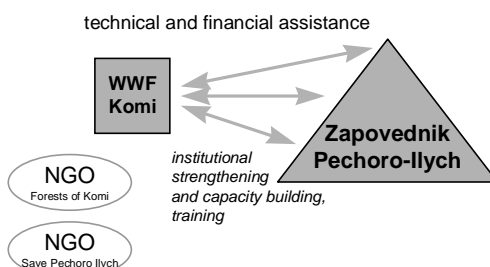 technical and financial assistance
WWF
Komi
Zapovednik
Pechoro-Ilych
institutional
strengthening
and capacity building,
training
NGO
Forests of Komi
NGO
Save Pechoro Ilych